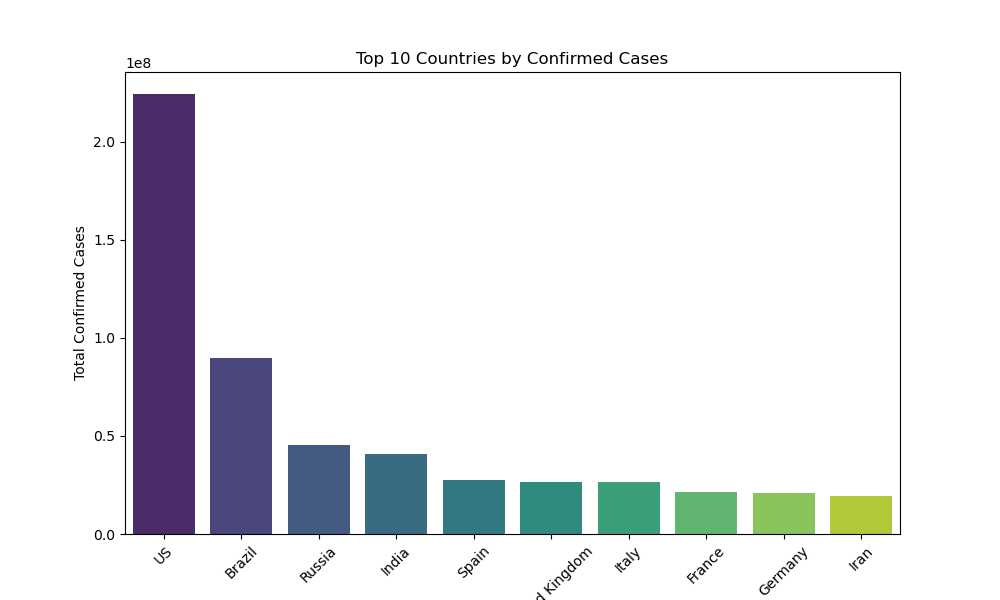 Top 10 Countries by Confirmed Cases
1e8
Total Confirmed Cases
2.0
1.5
1.0
0.5
0.0
US
Brazil
Russia
India
Spain
d Kingdom
Italy
France
Germany
Iran